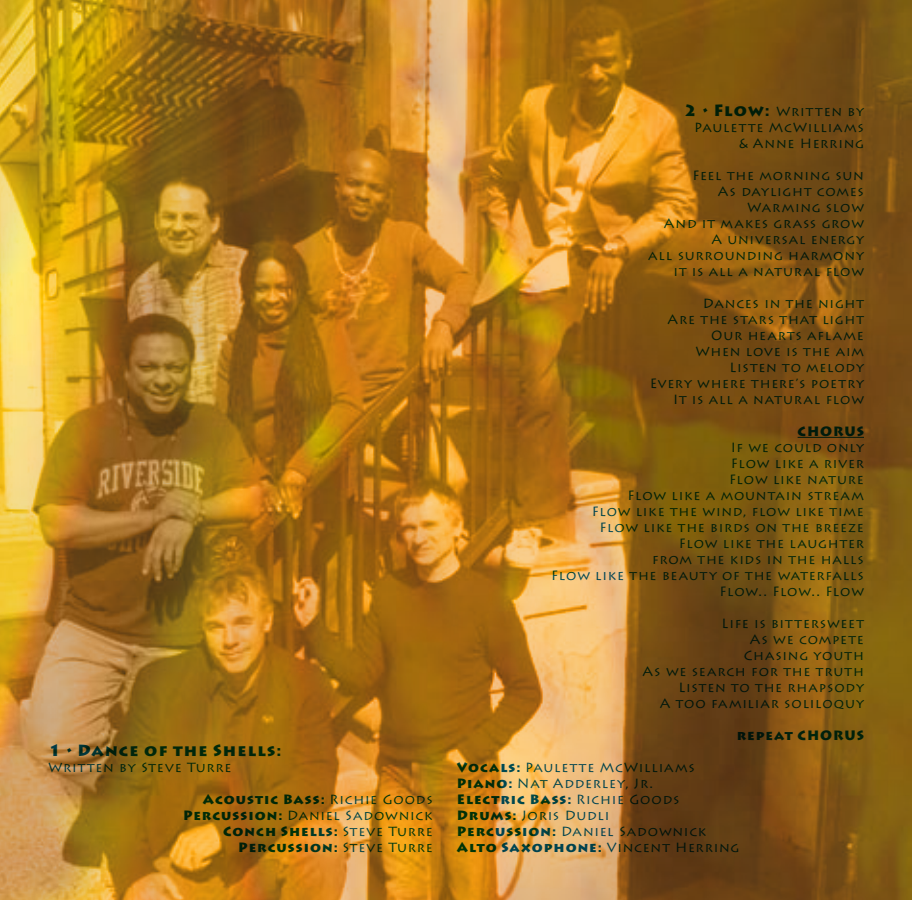 2 • Flow: Written by
Paulette McWilliams
& Anne Herring
Feel the morning sun
As daylight comes
Warming slow
And it makes grass grow
A universal energy
all surrounding harmony
it is all a natural flow
Dances in the night
Are the stars that light
Our hearts aflame
When love is the aim
Listen to melody
Every where there's poetry
It is all a natural flow
CHORUS
If we could only
Flow like a river
Flow like nature
Flow like a mountain stream
Flow like the wind, flow like time
Flow like the birds on the breeze
Flow like the laughter
from the kids in the halls
Flow like the beauty of the waterfalls
Flow.. Flow.. Flow
Life is bittersweet
As we compete
Chasing youth
As we search for the truth
Listen to the rhapsody
A too familiar soliloquy
repeat CHORUS
RIVERSIDE
1 • Dance of the Shells:
Written by Steve Turre
Acoustic Bass: Richie Goods
Percussion: Daniel Sadownick
Conch Shells: Steve Turre
Percussion: Steve Turre
Vocals: Paulette McWilliams
Piano: Nat Adderley, Jr.
Electric Bass: Richie Goods
Drums: Joris Dudli
Percussion: Daniel Sadownick
Alto Saxophone: Vincent Herring